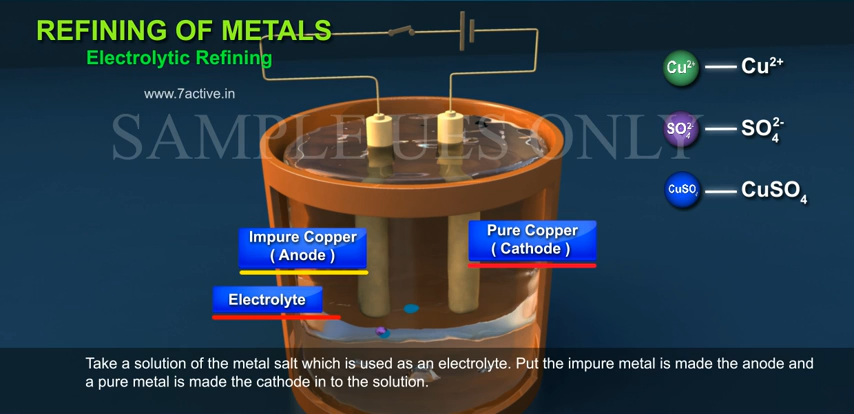 REFINING OF METALS
Electrolytic Refining
www.7active.in
SAMPLE UES ONLY
Cu2+ Cu2+
SO42- SO42-
CuSO4 CuSO4
Impure Copper
( Anode )
Pure Copper
( Cathode )
Electrolyte
Take a solution of the metal salt which is used as an electrolyte. Put the impure metal is made the anode and
a pure metal is made the cathode in to the solution.